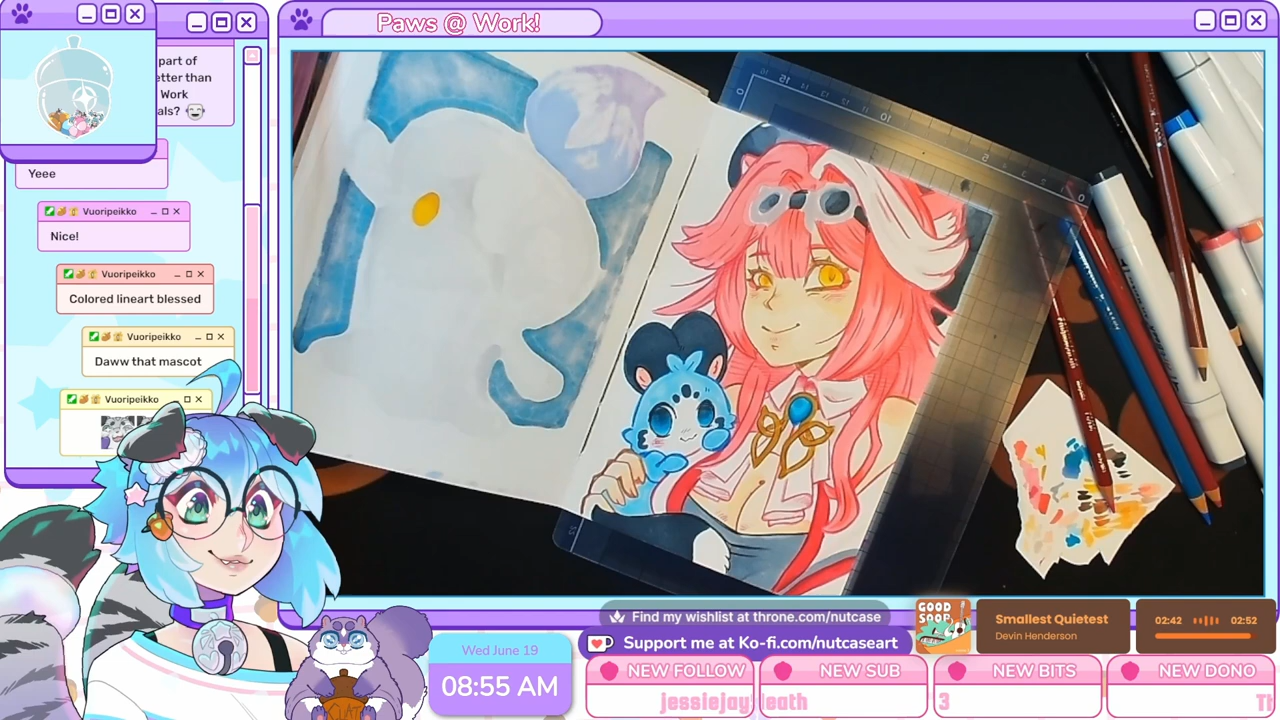 Paws @ Work!
part of
etter than
Work
als?
Yeee
Vuoripeikko
Nice!
Vuoripeikko
Colored lineart blessed
Vuoripeikko
Daww that mascot
Vuoripeikko
Find my wishlist at throne.com/nutcase
Support me at Ko-fi.com/nutcaseart
GOOD
SOUP
Smallest Quietest
Devin Henderson
02:42
02:52
Wed June 19
08:55 AM
NEW FOLLOW
NEW SUB
NEW BITS
NEW DONO
jessiejay
eath
3
Th